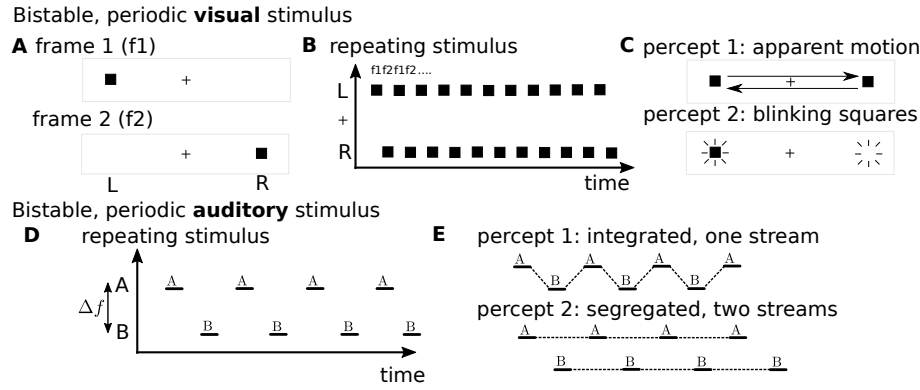 Bistable, periodic visual stimulus
A frame 1 (f1)
+
frame 2 (f2)
+
L R
B repeating stimulus
f1f2f1f2....
L
+
R
time
C percept 1: apparent motion
+
percept 2: blinking squares
+
Bistable, periodic auditory stimulus
D repeating stimulus
A A A A A
Δf
B B B B B
time
E percept 1: integrated, one stream
A A A A
B B B
percept 2: segregated, two streams
A A A A
B B B B